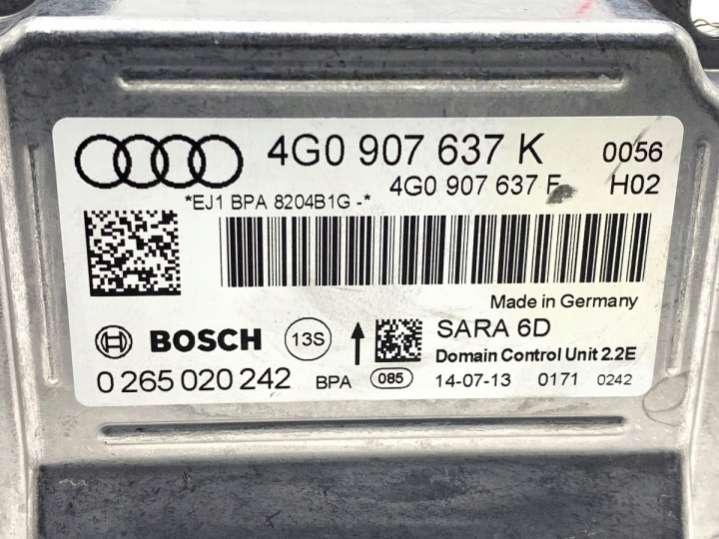 4G0 907 637 K 0056
4G0 907 637 F H02
*EJ1 BPA 8204B1G -*
Made in Germany
BOSCH 13S SARA 6D
Domain Control Unit 2.2E
0 265 020 242 BPA 085 14-07-13 0171 0242